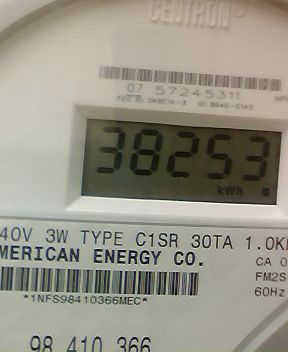 CENTRON®
07 57245311
38253
kWh
40V 3W TYPE C1SR 30TA 1.0K
MERICAN ENERGY CO.
CA 0
FM2S
60Hz
*1NFS98410366MEC*
98 410 366